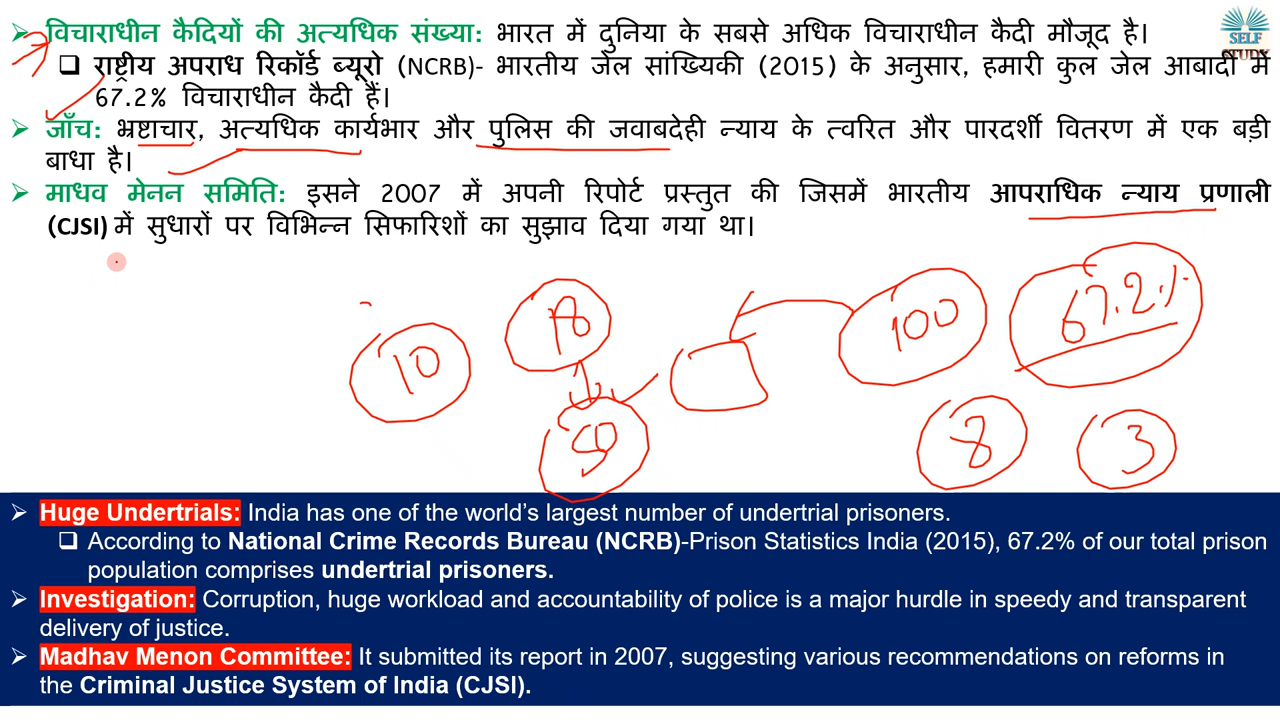 ➢ विचाराधीन कैदियों की अत्यधिक संख्या: भारत में दुनिया के सबसे अधिक विचाराधीन कैदी मौजूद है।
❑ राष्ट्रीय अपराध रिकॉर्ड ब्यूरो (NCRB)- भारतीय जेल सांख्यिकी (2015) के अनुसार, हमारी कुल जेल आबादी में
67.2% विचाराधीन कैदी हैं।
➢ जाँच: भ्रष्टाचार, अत्यधिक कार्यभार और पुलिस की जवाबदेही न्याय के त्वरित और पारदर्शी वितरण में एक बड़ी
बाधा है।
➢ माधव मेनन समिति: इसने 2007 में अपनी रिपोर्ट प्रस्तुत की जिसमें भारतीय आपराधिक न्याय प्रणाली
(CJSI) में सुधारों पर विभिन्न सिफारिशों का सुझाव दिया गया था।
SELF
STUDY
10 18 100 67.2%
50 8 3
➢ Huge Undertrials: India has one of the world's largest number of undertrial prisoners.
❑ According to National Crime Records Bureau (NCRB)-Prison Statistics India (2015), 67.2% of our total prison
population comprises undertrial prisoners.
➢ Investigation: Corruption, huge workload and accountability of police is a major hurdle in speedy and transparent
delivery of justice.
➢ Madhav Menon Committee: It submitted its report in 2007, suggesting various recommendations on reforms in
the Criminal Justice System of India (CJSI).